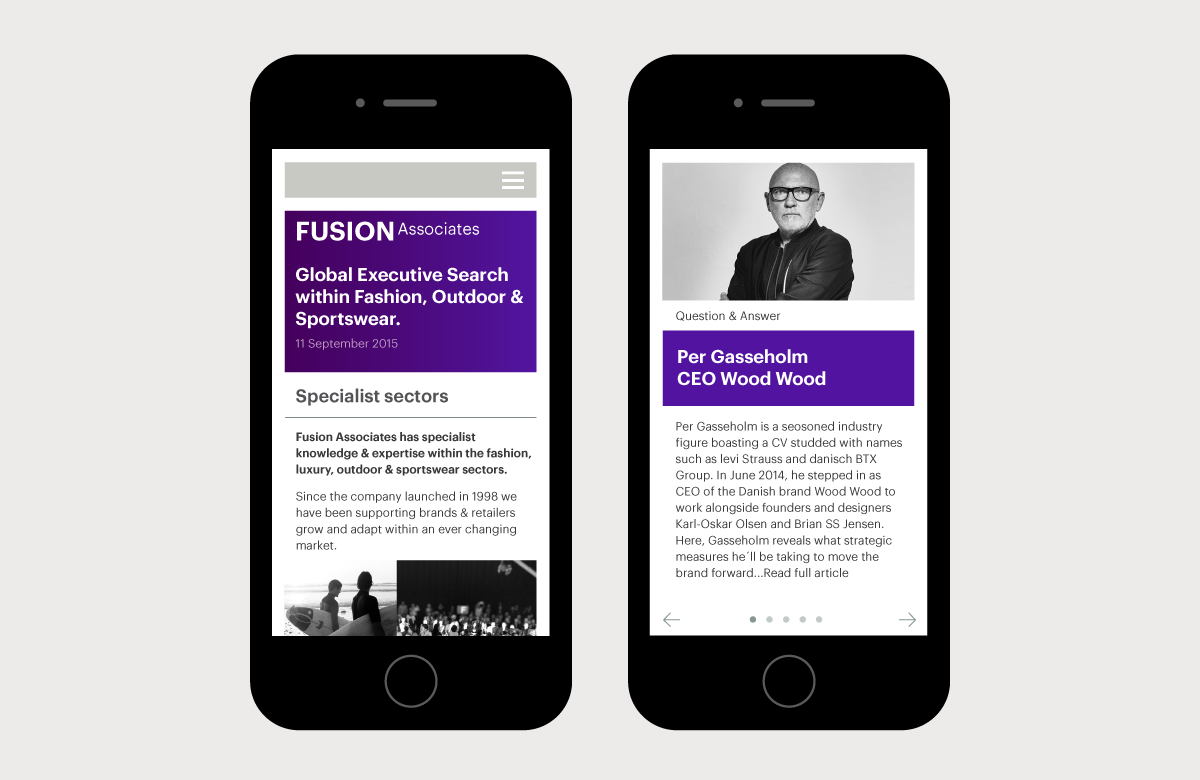 FUSION Associates
Global Executive Search
within Fashion, Outdoor &
Sportswear.
11 September 2015
Specialist sectors
Fusion Associates has specialist
knowledge & expertise within the fashion,
luxury, outdoor & sportswear sectors.
Since the company launched in 1998 we
have been supporting brands & retailers
grow and adapt within an ever changing
market.
Question & Answer
Per Gasseholm
CEO Wood Wood
Per Gasseholm is a seosoned industry
figure boasting a CV studded with names
such as levi Strauss and danisch BTX
Group. In June 2014, he stepped in as
CEO of the Danish brand Wood Wood to
work alongside founders and designers
Karl-Oskar Olsen and Brian SS Jensen.
Here, Gasseholm reveals what strategic
measures he´ll be taking to move the
brand forward...Read full article